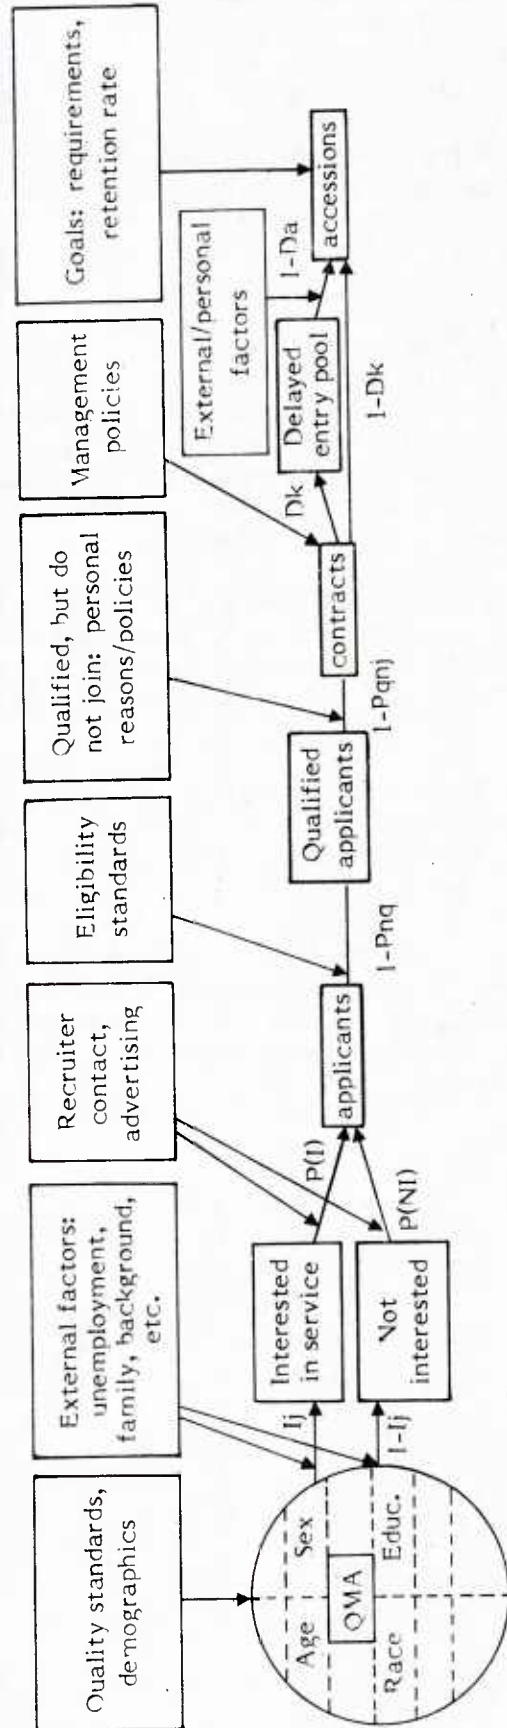 Quality standards,
demographics
External factors:
unemployment,
family, background,
etc.
Recruiter
contact,
advertising
Eligibility
standards
Qualified, but do
not join: personal
reasons/policies
Management
policies
Goals: requirements,
retention rate
Age
Sex
QMA
Race
Educ.
Ij
1-Ij
Interested
in service
Not
interested
P(I)
P(NI)
applicants
1-Pnq
Qualified
applicants
1-Pqnj
contracts
Dk
1-Dk
Delayed
entry pool
External/personal
factors
1-Da
accessions